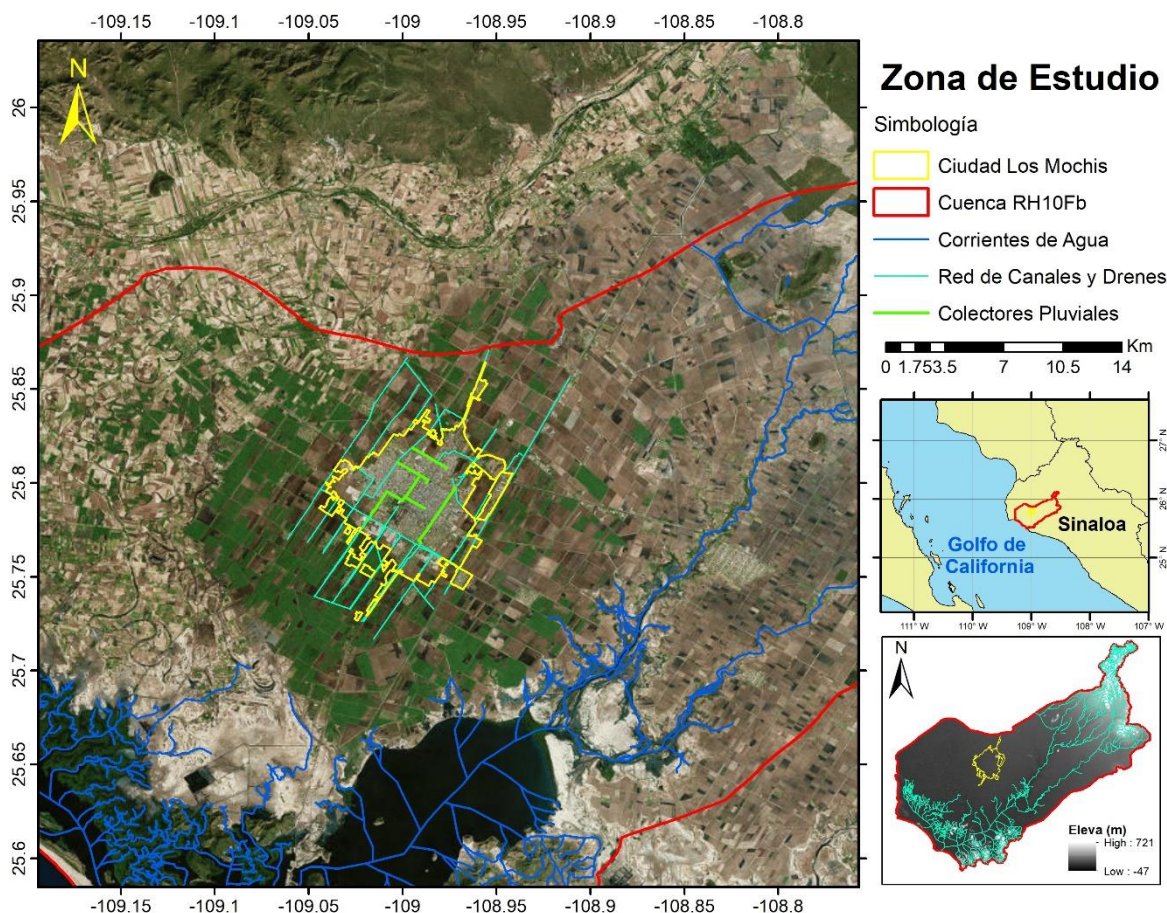 -109.15 -109.1 -109.05 -109 -108.95 -108.9 -108.85 -108.8
N
26
25.95
25.9
25.85
25.8
25.75
25.7
25.65
25.6
-109.15 -109.1 -109.05 -109 -108.95 -108.9 -108.85 -108.8
Zona de Estudio
Simbología
Ciudad Los Mochis
Cuenca RH10Fb
Corrientes de Agua
Red de Canales y Drenes
Colectores Pluviales
Km
0 1.753.5 7 10.5 14
27° N
26° N
25° N
Sinaloa
Golfo de
California
111° W 110° W 109° W 108° W 107° W
N
Eleva (m)
High : 721
Low : -47